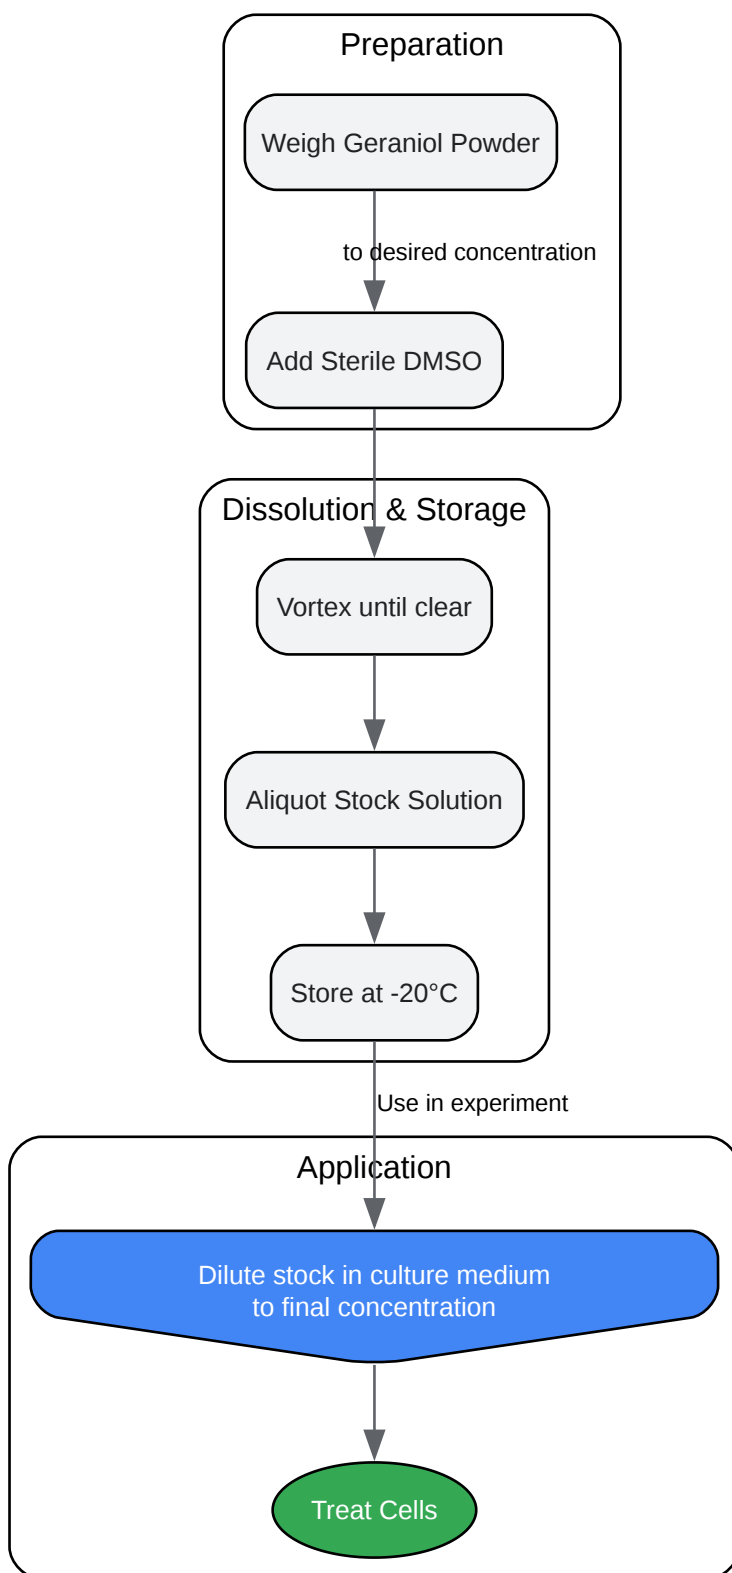 Preparation
Weigh Geraniol Powder
to desired concentration
Add Sterile DMSO
Dissolution & Storage
Vortex until clear
Aliquot Stock Solution
Store at -20°C
Use in experiment
Application
Dilute stock in culture medium
to final concentration
Treat Cells